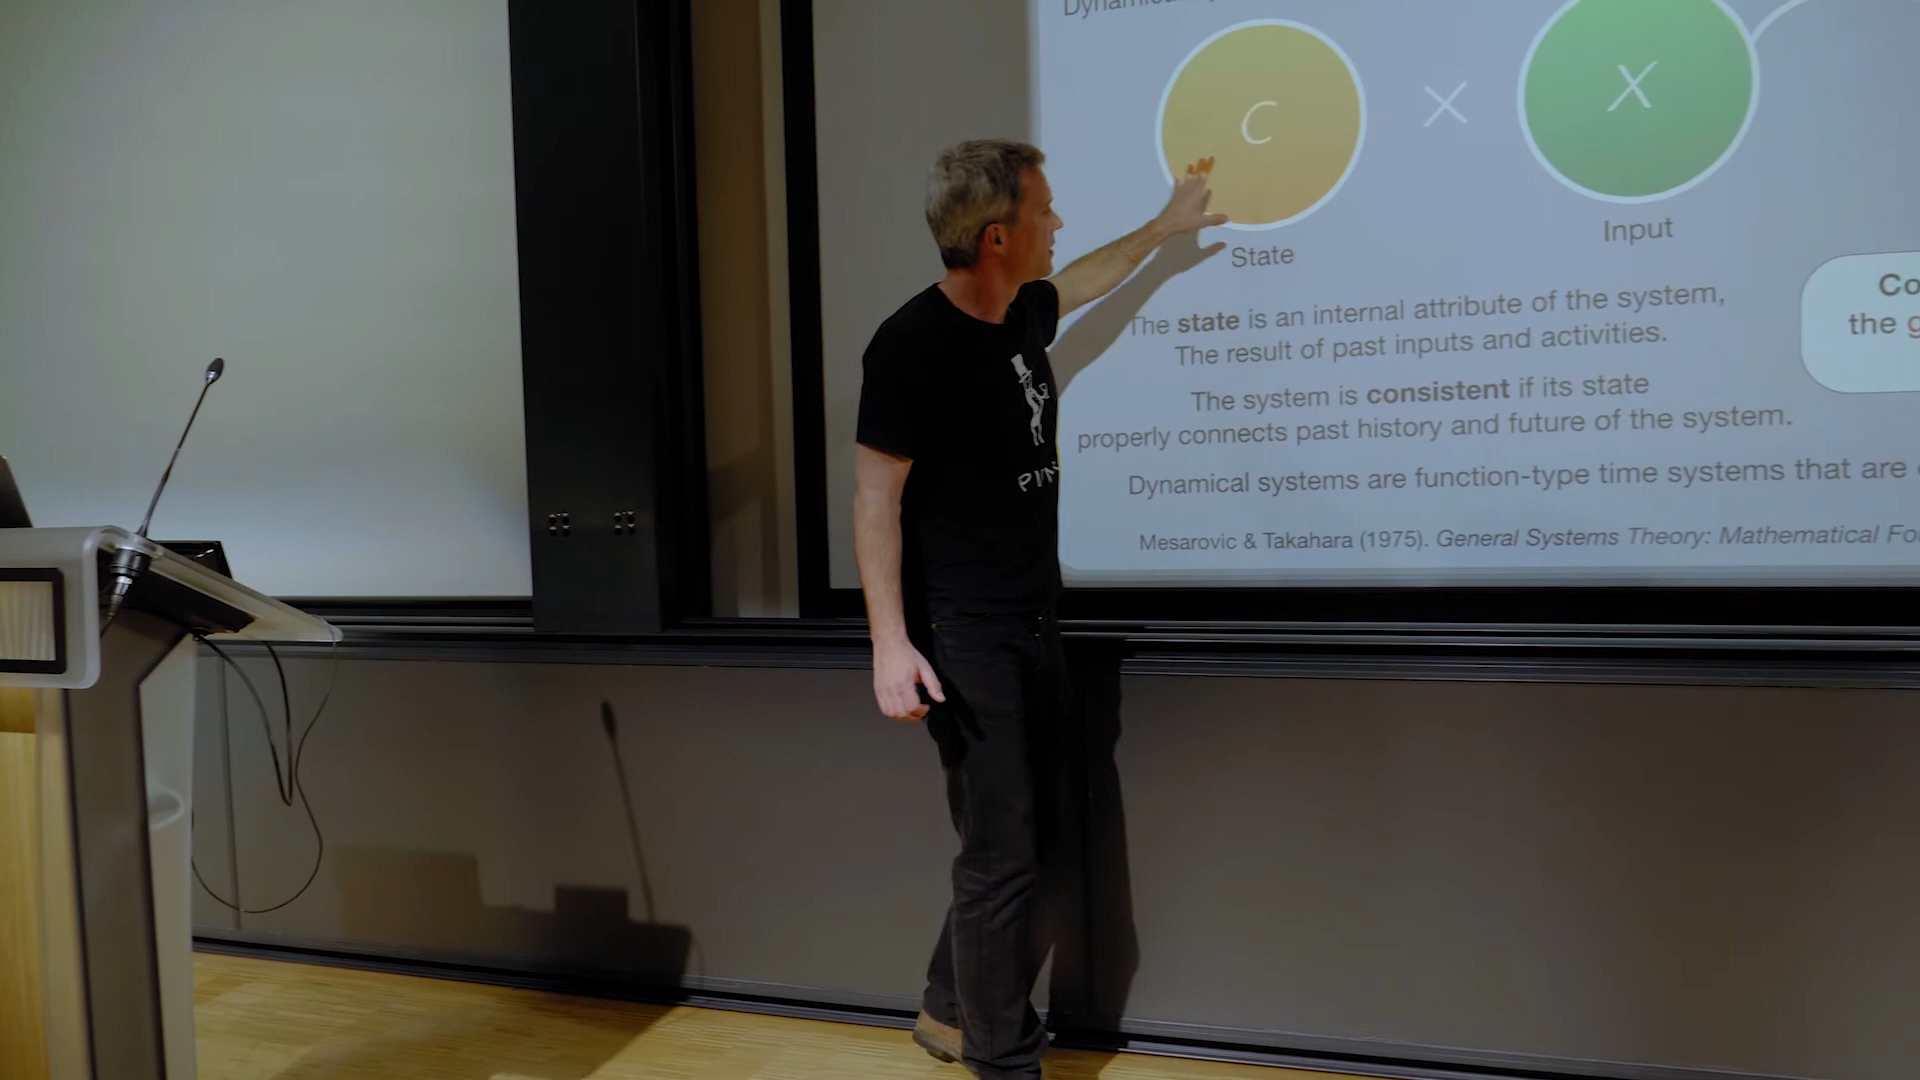 C × X
State
Input
The state is an internal attribute of the system,
The result of past inputs and activities.
Co
the g
The system is consistent if its state
properly connects past history and future of the system.
Dynamical systems are function-type time systems that are
Mesarovic & Takahara (1975). General Systems Theory: Mathematical Fo